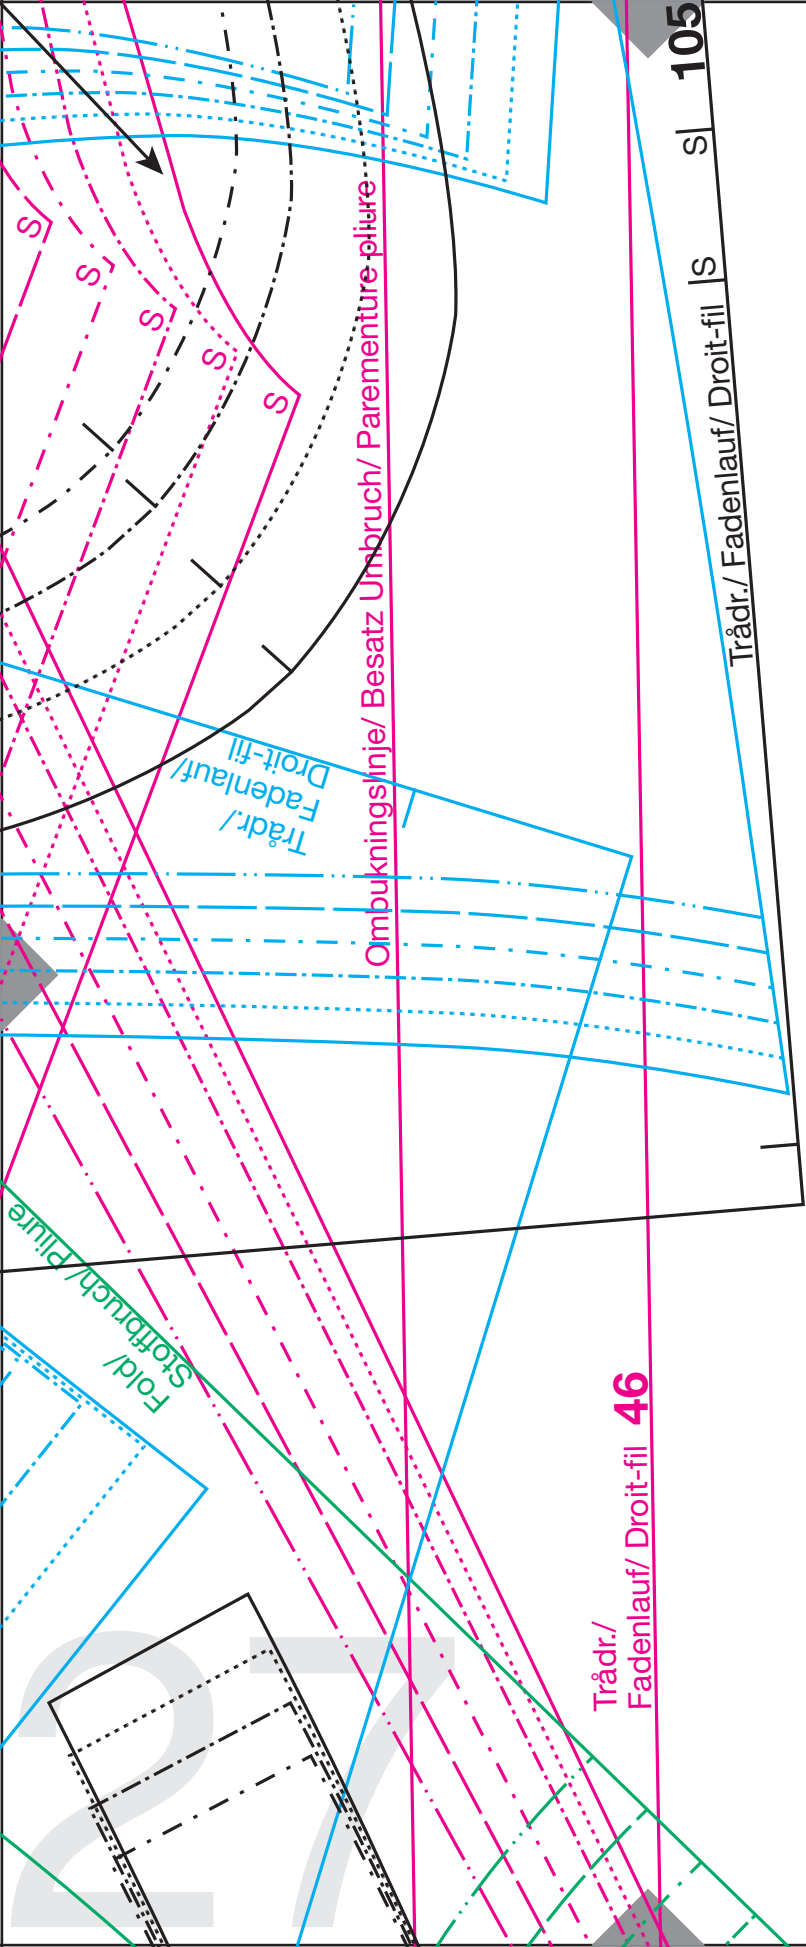 105
S
S
Trådr./ Fadenlauf/ Droit-fil
S
S
S
S
S
Ombukningslinje/ Besatz Umbruch/ Parementure pliure
Trådr./
Fadenlauf/
Droit-fil
Fold/
Stoffbruch/ Pliure
46
Trådr./
Fadenlauf/ Droit-fil
27